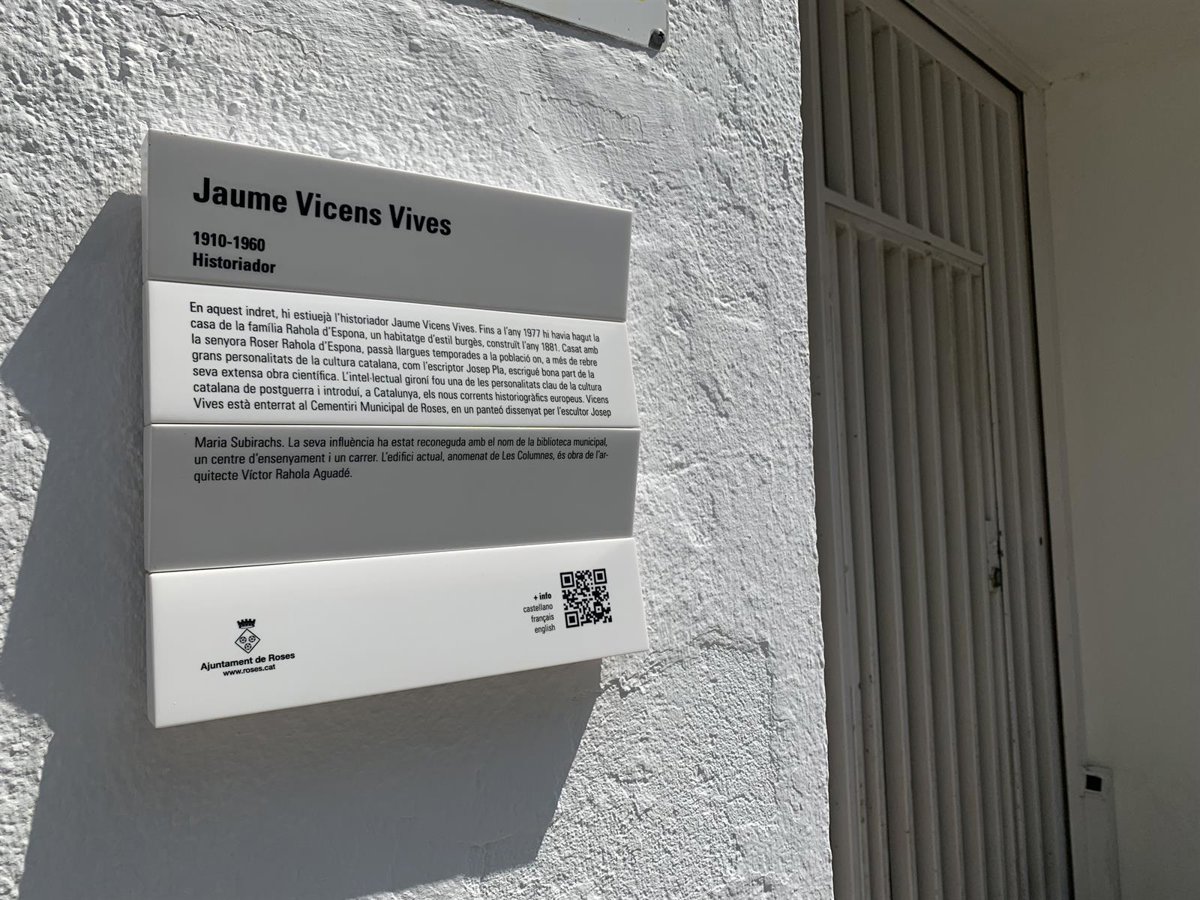 Jaume Vicens Vives
1910-1960
Historiador
En aquest indret, hi estiuejà l'historiador Jaume Vicens Vives. Fins a l'any 1977 hi havia hagut la
casa de la família Rahola d'Espona, un habitatge d'estil burgès, construït l'any 1881. Casat amb
la senyora Roser Rahola d'Espona, passà llargues temporades a la població on, a més de rebre
grans personalitats de la cultura catalana, com l'escriptor Josep Pla, escrigué bona part de la
seva extensa obra científica. L'intel·lectual gironí fou una de les personalitats clau de la cultura
catalana de postguerra i introduí, a Catalunya, els nous corrents historiogràfics europeus. Vicens
Vives està enterrat al Cementiri Municipal de Roses, en un panteó dissenyat per l'escultor Josep
Maria Subirachs. La seva influència ha estat reconeguda amb el nom de la biblioteca municipal,
un centre d'ensenyament i un carrer. L'edifici actual, anomenat de Les Columnes, és obra de l'ar-
quitecte Víctor Rahola Aguadé.
+ info
castellano
français
english
Ajuntament de Roses
www.roses.cat